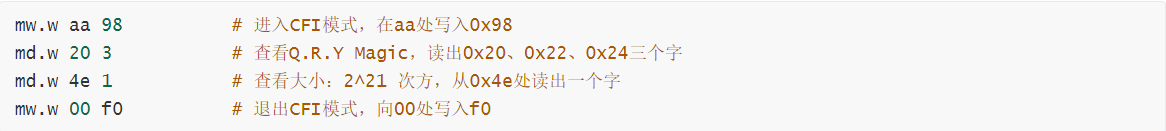 mw.w aa 98 # 进入CFI模式，在aa处写入0x98
md.w 20 3 # 查看Q.R.Y Magic，读出0x20、0x22、0x24三个字
md.w 4e 1 # 查看大小：2^21 次方，从0x4e处读出一个字
mw.w 00 f0 # 退出CFI模式，向00处写入f0